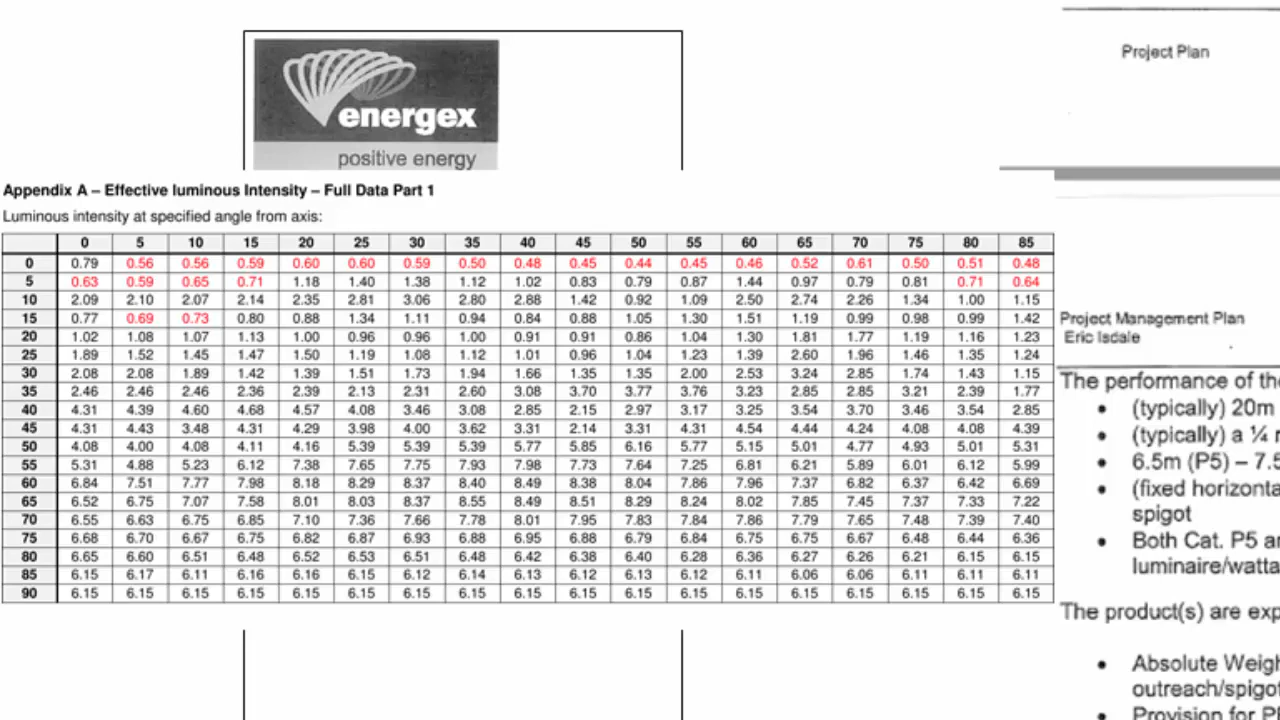 energex
positive energy
Project Plan
Appendix A – Effective luminous Intensity – Full Data Part 1
Luminous intensity at specified angle from axis:
0 5 10 15 20 25 30 35 40 45 50 55 60 65 70 75 80 85
0 0.79 0.56 0.56 0.59 0.60 0.60 0.59 0.50 0.48 0.45 0.44 0.45 0.46 0.52 0.61 0.50 0.51 0.48
5 0.63 0.59 0.65 0.71 1.18 1.40 1.38 1.12 1.02 0.83 0.79 0.87 1.44 0.97 0.79 0.81 0.71 0.64
10 2.09 2.10 2.07 2.14 2.35 2.81 3.06 2.80 2.88 1.42 0.92 1.09 2.50 2.74 2.26 1.34 1.00 1.15
15 0.77 0.69 0.73 0.80 0.88 1.34 1.11 0.94 0.84 0.88 1.05 1.30 1.51 1.19 0.99 0.98 0.99 1.42
20 1.02 1.08 1.07 1.13 1.00 0.96 0.96 1.00 0.91 0.91 0.86 1.04 1.30 1.81 1.77 1.19 1.16 1.23
25 1.89 1.52 1.45 1.47 1.50 1.19 1.08 1.12 1.01 0.96 1.04 1.23 1.39 2.60 1.96 1.46 1.35 1.24
30 2.08 2.08 1.89 1.42 1.39 1.51 1.73 1.94 1.66 1.35 1.35 2.00 2.53 3.24 2.85 1.74 1.43 1.15
35 2.46 2.46 2.46 2.36 2.39 2.13 2.31 2.60 3.08 3.70 3.77 3.76 3.23 2.85 2.85 3.21 2.39 1.77
40 4.31 4.39 4.60 4.68 4.57 4.08 3.46 3.08 2.85 2.15 2.97 3.17 3.25 3.54 3.70 3.46 3.54 2.85
45 4.31 4.43 3.48 4.31 4.29 3.98 4.00 3.62 3.31 2.14 3.31 4.31 4.54 4.44 4.24 4.08 4.08 4.39
50 4.08 4.00 4.08 4.11 4.16 5.39 5.39 5.39 5.77 5.85 6.16 5.77 5.15 5.01 4.77 4.93 5.01 5.31
55 5.31 4.88 5.23 6.12 7.38 7.65 7.75 7.93 7.98 7.73 7.64 7.25 6.81 6.21 5.89 6.01 6.12 5.99
60 6.84 7.51 7.77 7.98 8.18 8.29 8.37 8.40 8.49 8.38 8.04 7.86 7.96 7.37 6.82 6.37 6.42 6.69
65 6.52 6.75 7.07 7.58 8.01 8.03 8.37 8.55 8.49 8.51 8.29 8.24 8.02 7.85 7.45 7.37 7.33 7.22
70 6.55 6.63 6.75 6.85 7.10 7.36 7.66 7.78 8.01 7.95 7.83 7.84 7.86 7.79 7.65 7.48 7.39 7.40
75 6.68 6.70 6.67 6.75 6.82 6.87 6.93 6.88 6.95 6.88 6.79 6.84 6.75 6.75 6.67 6.48 6.44 6.36
80 6.65 6.60 6.51 6.48 6.52 6.53 6.51 6.48 6.42 6.38 6.40 6.28 6.36 6.27 6.26 6.21 6.15 6.15
85 6.15 6.17 6.11 6.16 6.16 6.15 6.12 6.14 6.13 6.12 6.13 6.12 6.11 6.06 6.06 6.11 6.11 6.11
90 6.15 6.15 6.15 6.15 6.15 6.15 6.15 6.15 6.15 6.15 6.15 6.15 6.15 6.15 6.15 6.15 6.15 6.15
Project Management Plan
Eric Isdale
The performance of the
• (typically) 20m
• (typically) a ¼
• 6.5m (P5) – 7.5
• (fixed horizonta
spigot
• Both Cat. P5 ar
luminaire/watta
The product(s) are exp
• Absolute Weigh
outreach/spigot
• Provision for